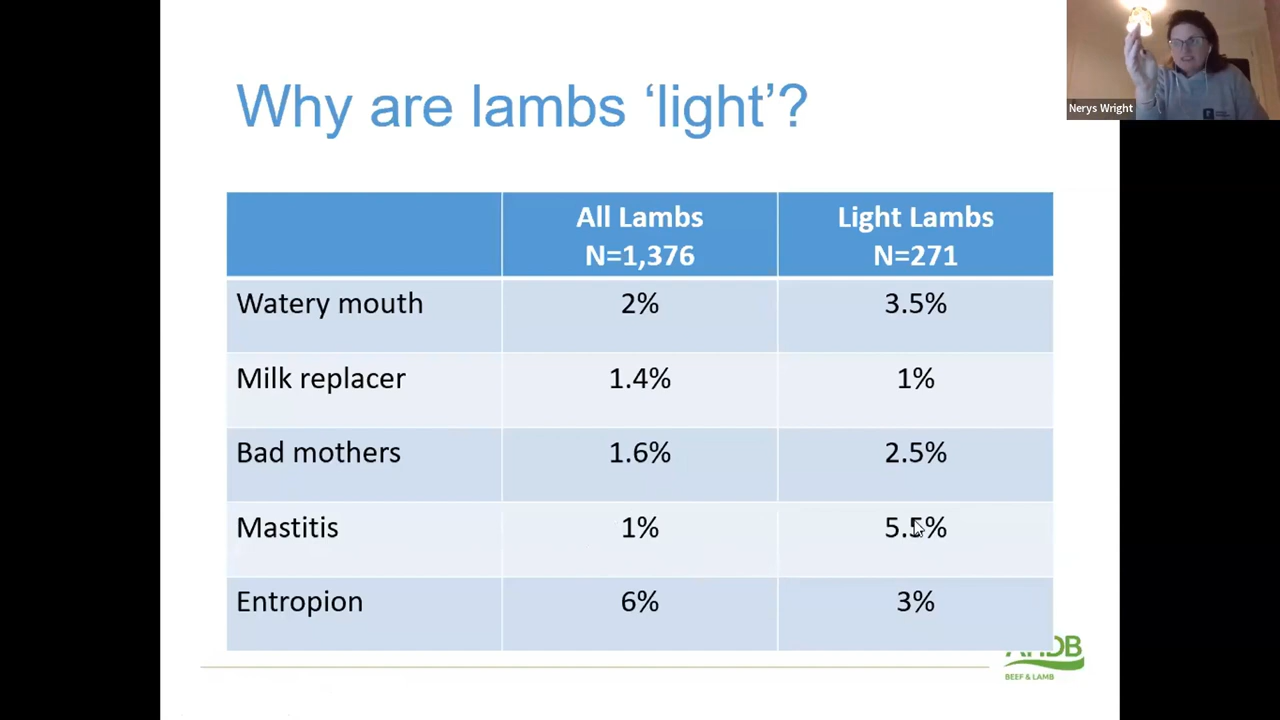 Nerys Wright
Why are lambs ‘light’?
All Lambs
N=1,376
Light Lambs
N=271
Watery mouth 2% 3.5%
Milk replacer 1.4% 1%
Bad mothers 1.6% 2.5%
Mastitis 1% 5.5%
Entropion 6% 3%
AHDB
BEEF & LAMB